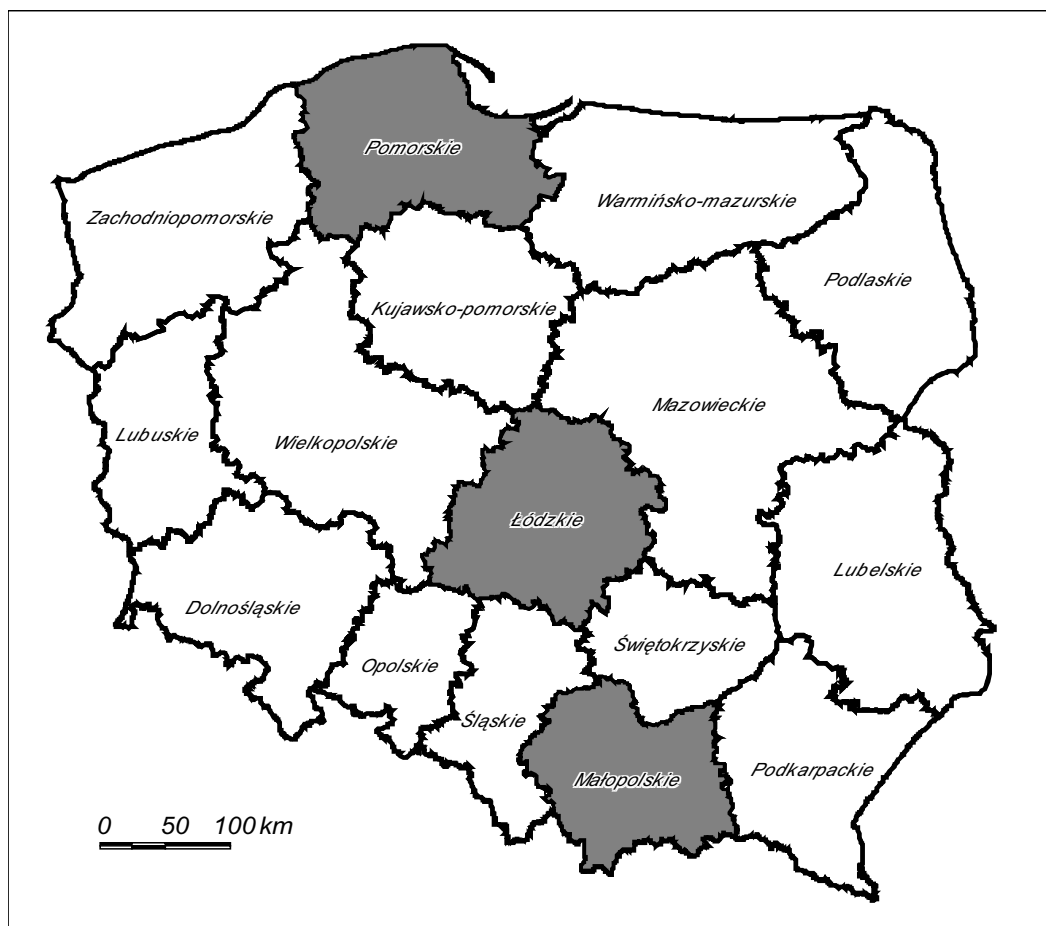 Pomorskie
Warmińsko-mazurskie
Zachodniopomorskie
Podlaskie
Kujawsko-pomorskie
Mazowieckie
Lubuskie
Wielkopolskie
Łódzkie
Lubelskie
Dolnośląskie
Świętokrzyskie
Opolskie
Śląskie
Podkarpackie
Małopolskie
0 50 100 km